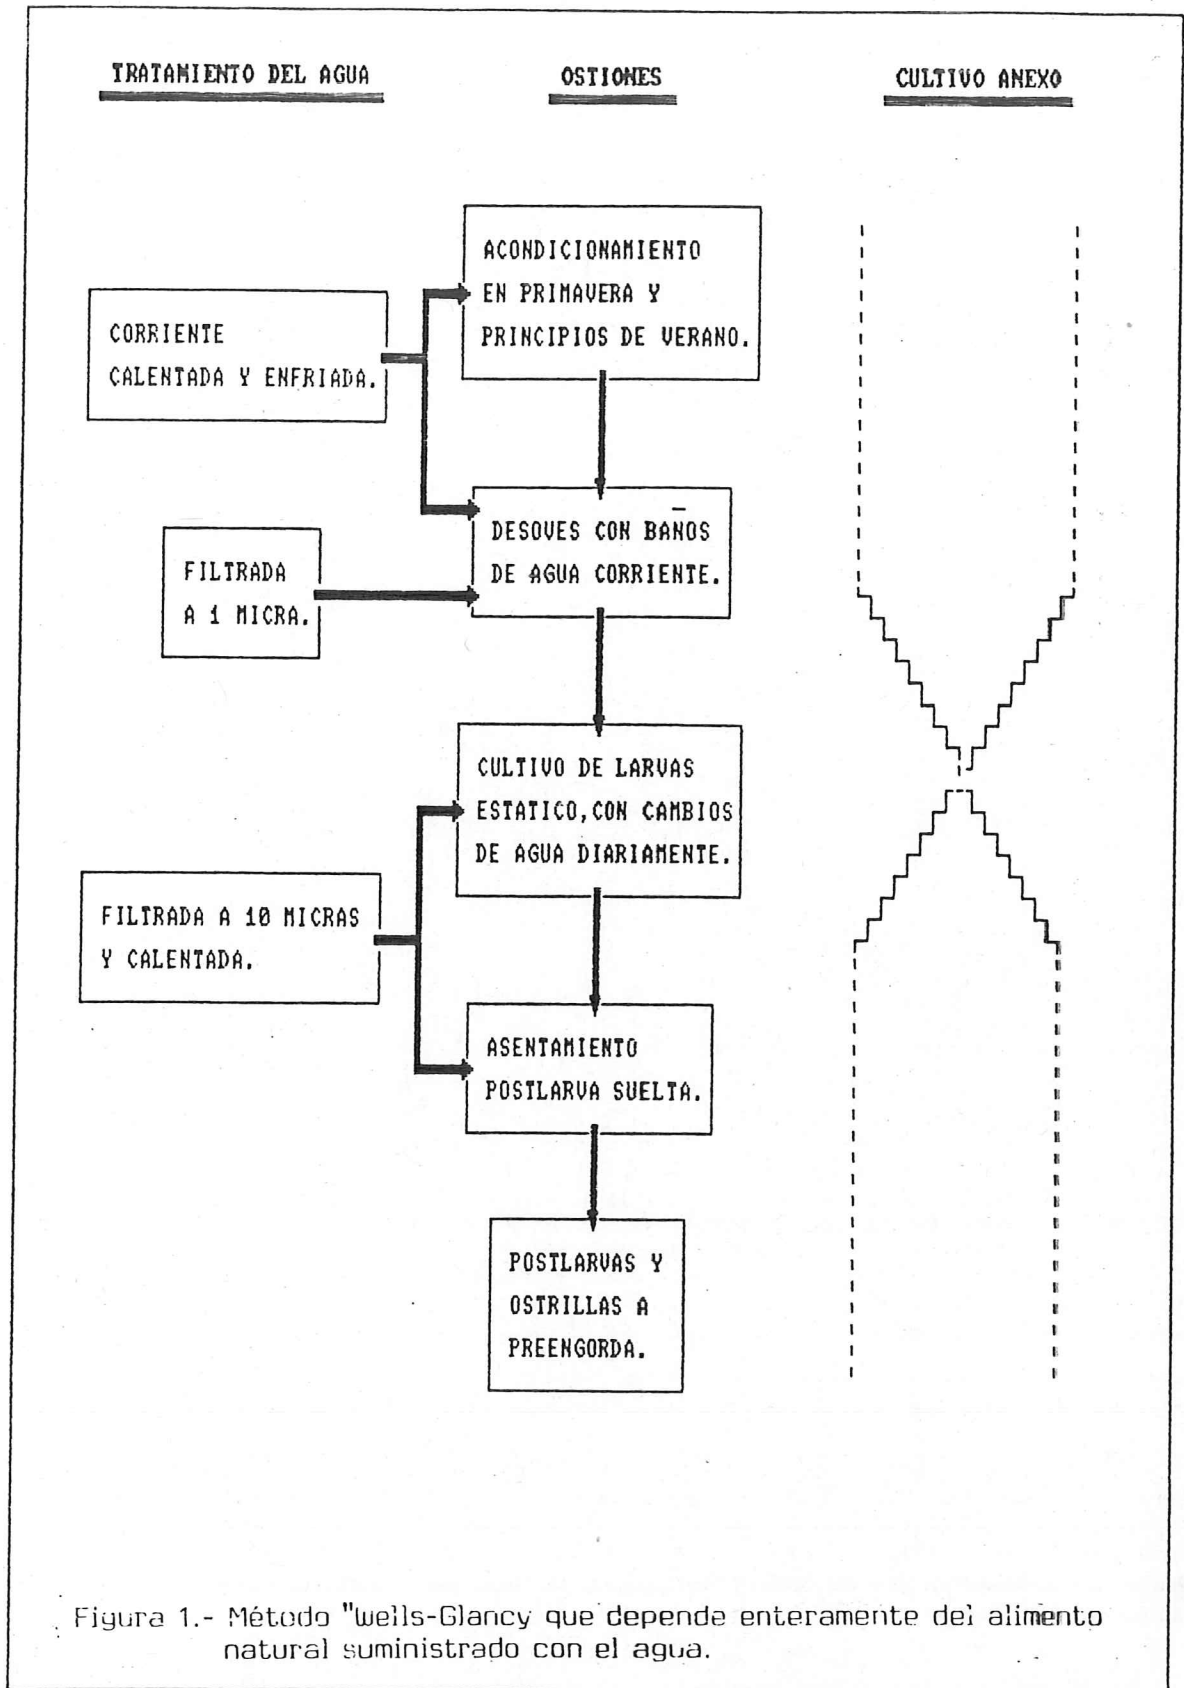 TRATAMIENTO DEL AGUA
OSTIONES
CULTIVO ANEXO
ACONDICIONAMIENTO
EN PRIMAVERA Y
PRINCIPIOS DE VERANO.
CORRIENTE
CALENTADA Y ENFRIADA.
DESOVES CON BAÑOS
DE AGUA CORRIENTE.
FILTRADA
A 1 MICRA.
CULTIVO DE LARVAS
ESTATICO, CON CAMBIOS
DE AGUA DIARIAMENTE.
FILTRADA A 10 MICRAS
Y CALENTADA.
ASENTAMIENTO
POSTLARVA SUELTA.
POSTLARVAS Y
OSTRILLAS A
PREENGORDA.
Figura 1.- Método "Wells-Glancy que depende enteramente del alimento
natural suministrado con el agua.